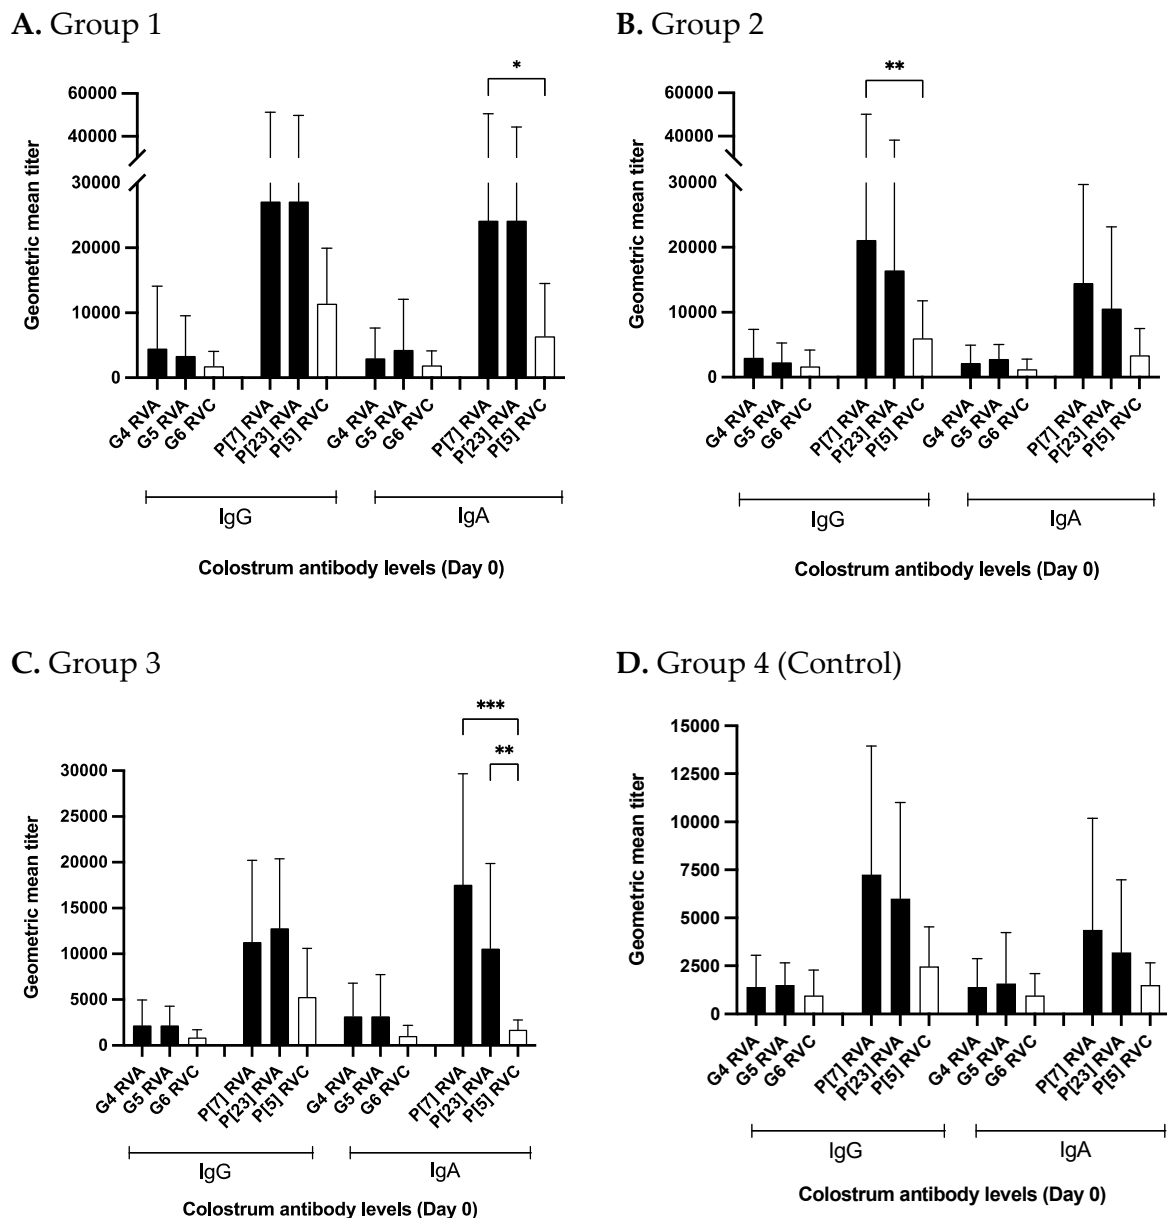 A. Group 1
*
60000
40000
30000
20000
10000
0
Geometric mean titer
G4 RVA
G5 RVA
G6 RVC
P[7] RVA
P[23] RVA
P[5] RVC
G4 RVA
G5 RVA
G6 RVC
P[7] RVA
P[23] RVA
P[5] RVC
IgG
IgA
Colostrum antibody levels (Day 0)
B. Group 2
**
60000
40000
30000
20000
10000
0
Geometric mean titer
G4 RVA
G5 RVA
G6 RVC
P[7] RVA
P[23] RVA
P[5] RVC
G4 RVA
G5 RVA
G6 RVC
P[7] RVA
P[23] RVA
P[5] RVC
IgG
IgA
Colostrum antibody levels (Day 0)
C. Group 3
***
**
30000
25000
20000
15000
10000
5000
0
Geometric mean titer
G4 RVA
G5 RVA
G6 RVC
P[7] RVA
P[23] RVA
P[5] RVC
G4 RVA
G5 RVA
G6 RVC
P[7] RVA
P[23] RVA
P[5] RVC
IgG
IgA
Colostrum antibody levels (Day 0)
D. Group 4 (Control)
15000
12500
10000
7500
5000
2500
0
Geometric mean titer
G4 RVA
G5 RVA
G6 RVC
P[7] RVA
P[23] RVA
P[5] RVC
G4 RVA
G5 RVA
G6 RVC
P[7] RVA
P[23] RVA
P[5] RVC
IgG
IgA
Colostrum antibody levels (Day 0)